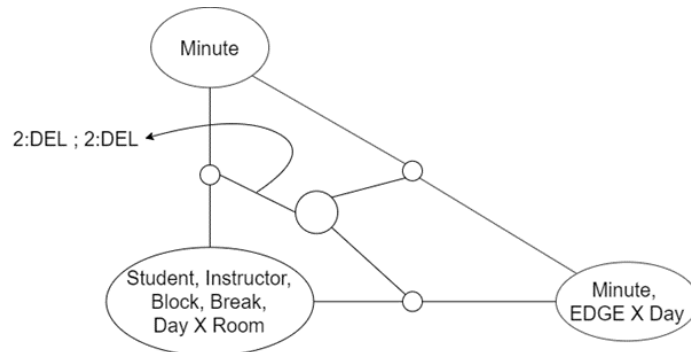 Minute
2:DEL ; 2:DEL
Student, Instructor,
Block, Break,
Day X Room
Minute,
EDGE X Day